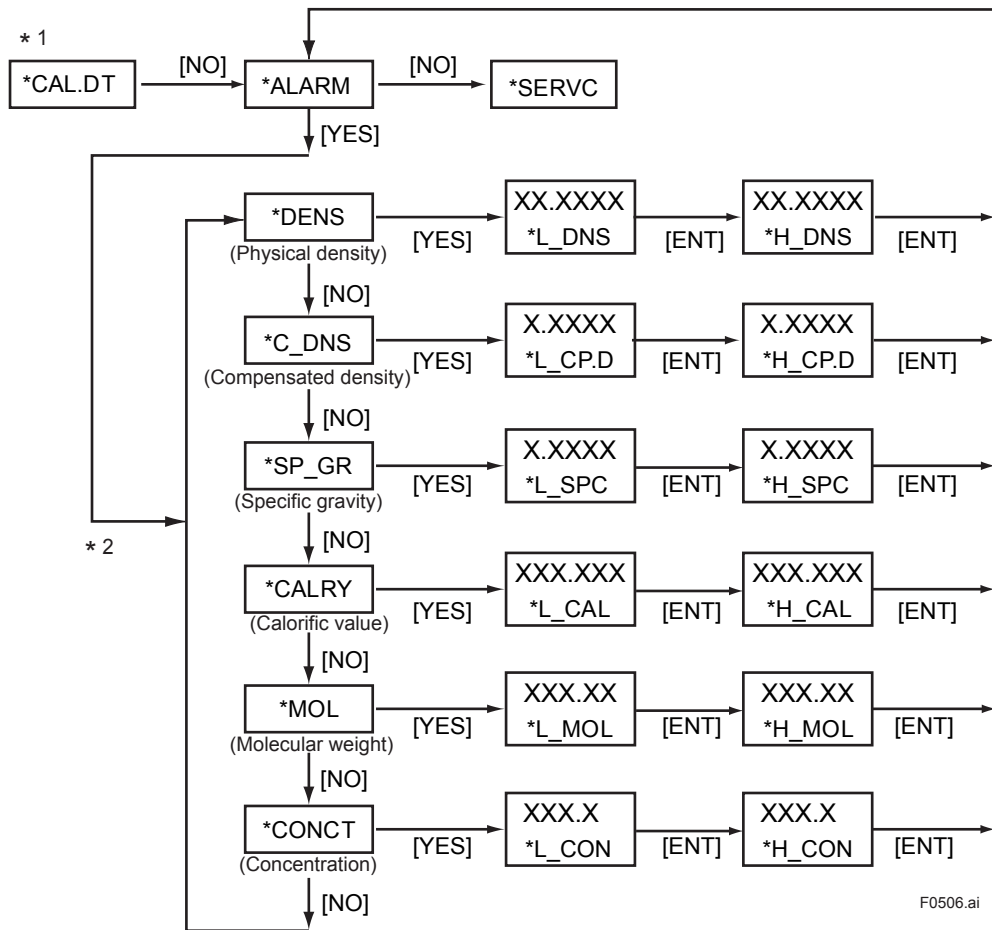 * 1
*CAL.DT
[NO]
*ALARM
[NO]
*SERVC
[YES]
*DENS
(Physical density)
[YES]
XX.XXXX
*L_DNS
[ENT]
XX.XXXX
*H_DNS
[ENT]
[NO]
*C_DNS
(Compensated density)
[YES]
X.XXXX
*L_CP.D
[ENT]
X.XXXX
*H_CP.D
[ENT]
[NO]
*SP_GR
(Specific gravity)
[YES]
X.XXXX
*L_SPC
[ENT]
X.XXXX
*H_SPC
[ENT]
* 2
[NO]
*CALRY
(Calorific value)
[YES]
XXX.XXX
*L_CAL
[ENT]
XXX.XXX
*H_CAL
[ENT]
[NO]
*MOL
(Molecular weight)
[YES]
XXX.XX
*L_MOL
[ENT]
XXX.XX
*H_MOL
[ENT]
[NO]
*CONCT
(Concentration)
[YES]
XXX.X
*L_CON
[ENT]
XXX.X
*H_CON
[ENT]
[NO]
F0506.ai